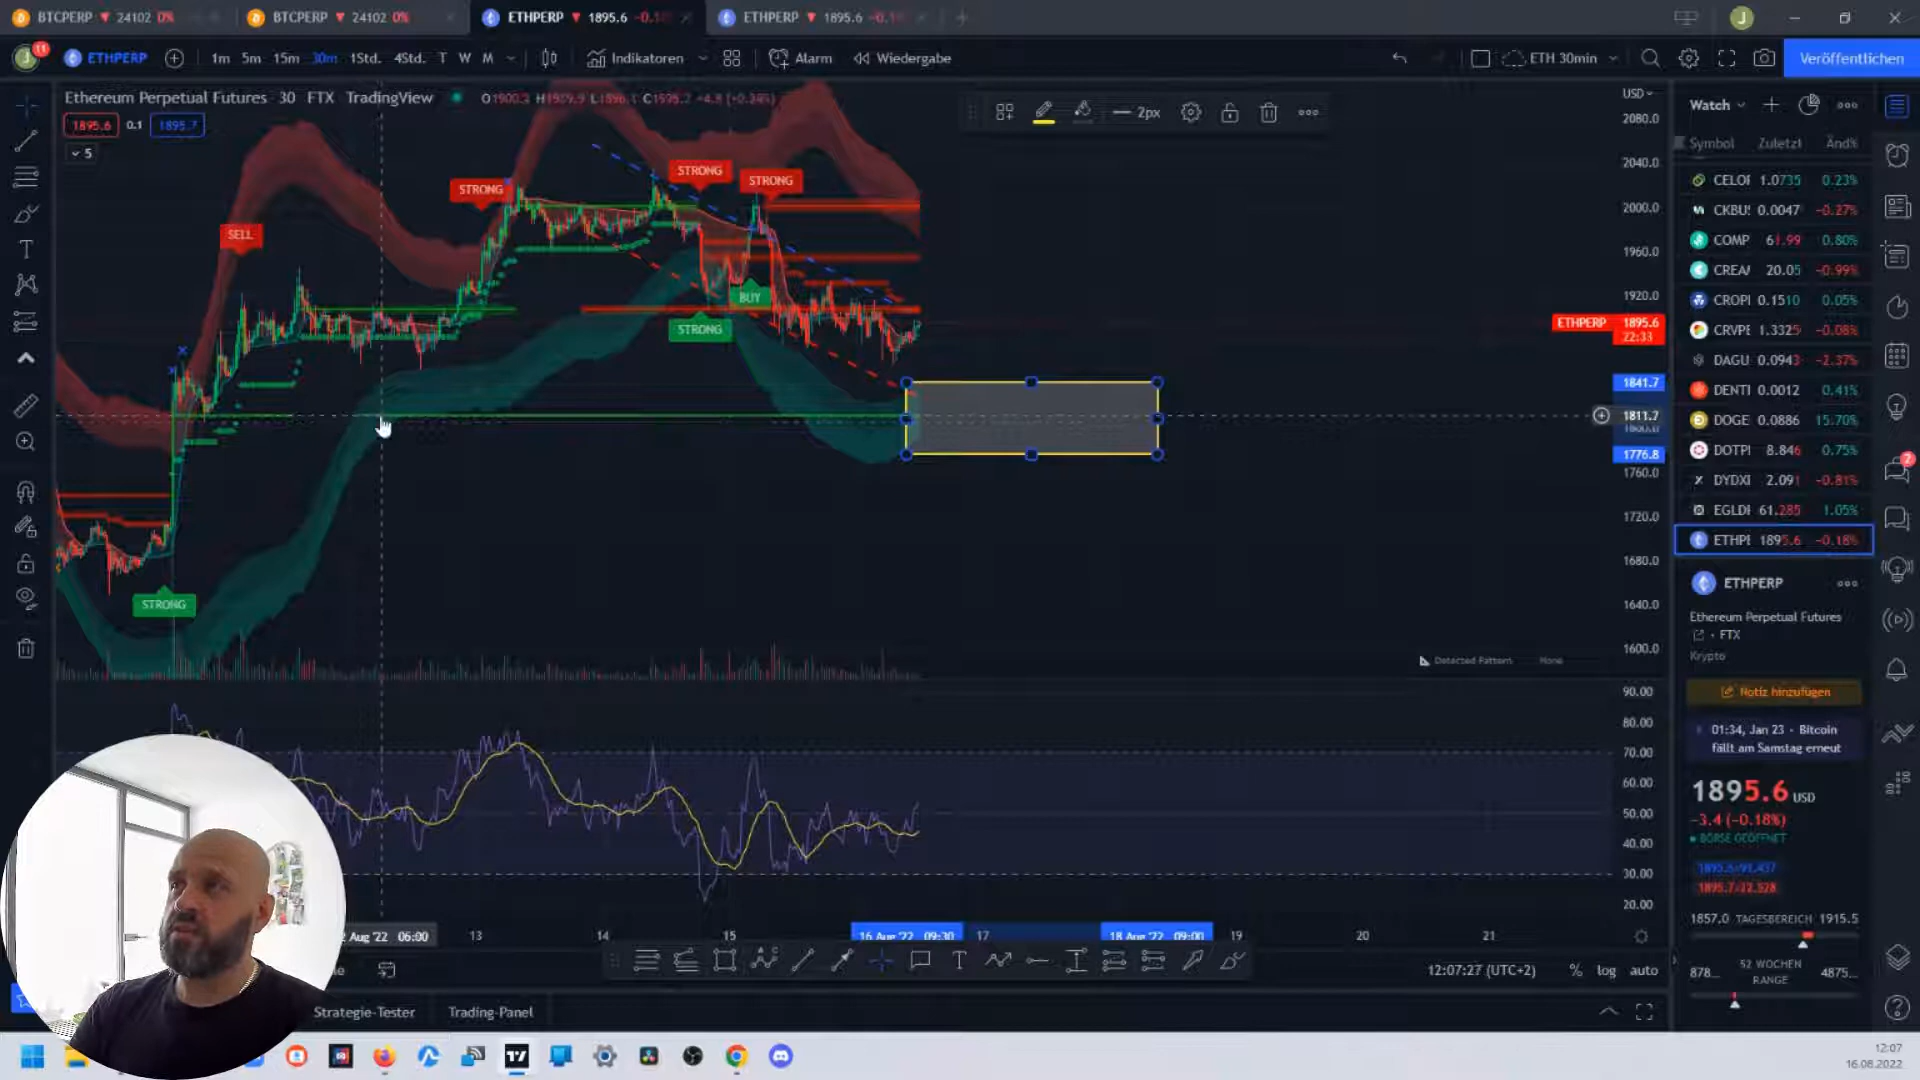 BTCPERP ▼ 24102 0%
BTCPERP ▼ 24102 0%
ETHPERP ▼ 1895.6
ETHPERP ▼ 1895.6
J
11
ETHPERP
1m 5m 15m 30m 1Std. 4Std. T W M
Indikatoren
Alarm
Wiedergabe
ETH 30min
Veröffentlichen
Ethereum Perpetual Futures · 30 FTX TradingView
1895.6 0.1 1895.7
5
2px
USD
2080.0
2040.0
2000.0
1960.0
1920.0
ETHPERP 1895.6
22:33
1841.7
1811.7
1776.8
1760.0
1720.0
1680.0
1640.0
1600.0
SELL
STRONG
STRONG
STRONG
BUY
STRONG
STRONG
Detected Pattern None
90.00
80.00
70.00
60.00
50.00
40.00
30.00
20.00
Aug '22 06:00
13
14
15
16 Aug '22 09:30
17
18 Aug '22 09:00
19
20
21
12:07:27 (UTC+2)
% log auto
Strategie-Tester
Trading-Panel
Watch
Symbol Zuletzt Änd%
CELO 1.0735 0.23%
CKBU 0.0047 -0.27%
COMP 61.99 0.80%
CREA 20.05 -0.99%
CROP 0.1510 0.05%
CRVP 1.3325 -0.08%
DAGU 0.0943 -2.37%
DENT 0.0012 0.41%
DOGE 0.0886 15.70%
DOTP 8.846 0.75%
DYDX 2.091 -0.81%
EGLD 61.285 1.05%
ETHP 1895.6 -0.18%
2
ETHPERP
Ethereum Perpetual Futures
FTX
Krypto
Notiz hinzufügen
01:34, Jan 23 · Bitcoin
fällt am Samstag erneut
1895.6 USD
-3.4 (-0.18%)
BÖRSE GEÖFFNET
1857.0 TAGESBEREICH 1915.5
878... 52 WOCHEN RANGE 4875...
12:07
16.08.2022